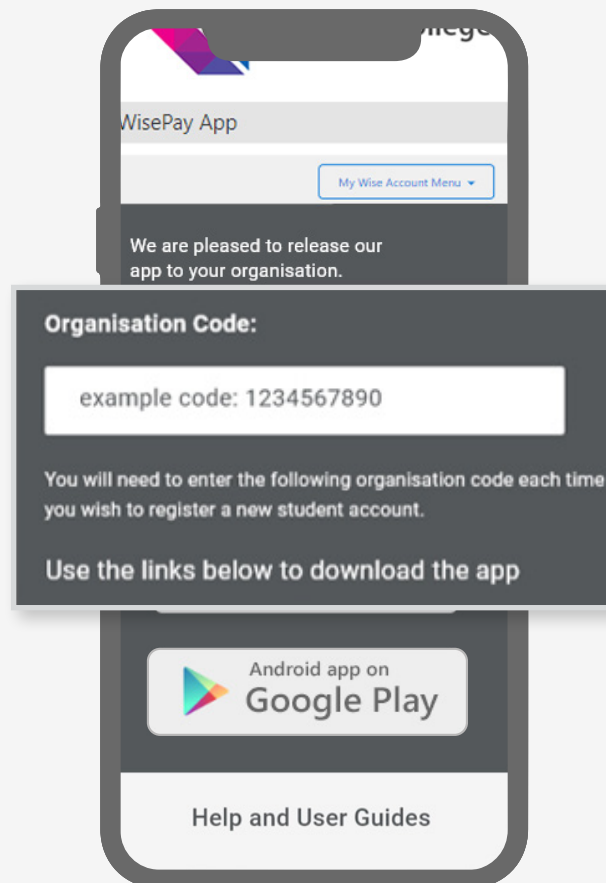 WisePay App
My Wise Account Menu
We are pleased to release our
app to your organisation.
Organisation Code:
example code: 1234567890
You will need to enter the following organisation code each time
you wish to register a new student account.
Use the links below to download the app
Android app on
Google Play
Help and User Guides